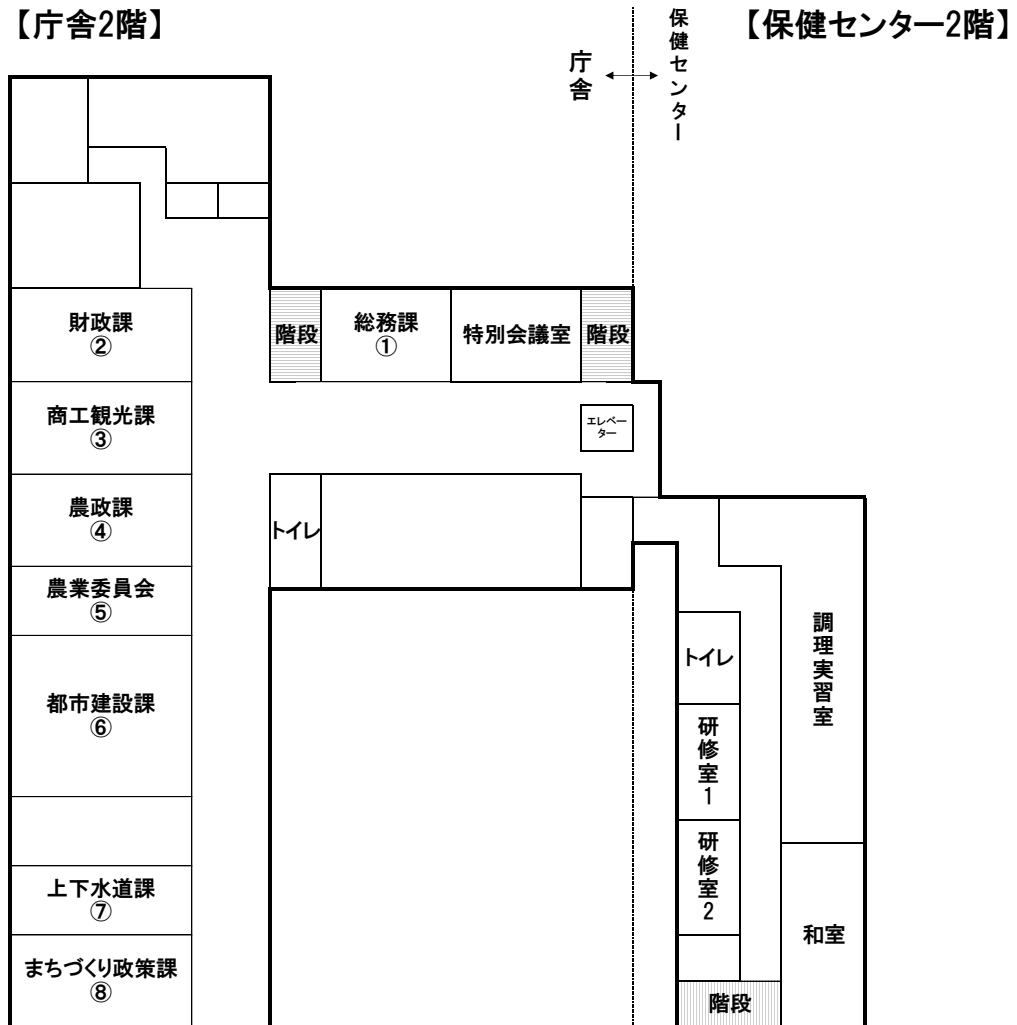 【庁舎2階】
【保健センター2階】
庁舎
保健センター
財政課
②
階段
総務課
①
特別会議室
階段
商工観光課
③
エレベー
ター
農政課
④
トイレ
農業委員会
⑤
都市建設課
⑥
トイレ
調理実習室
研修室1
研修室2
上下水道課
⑦
和室
まちづくり政策課
⑧
階段